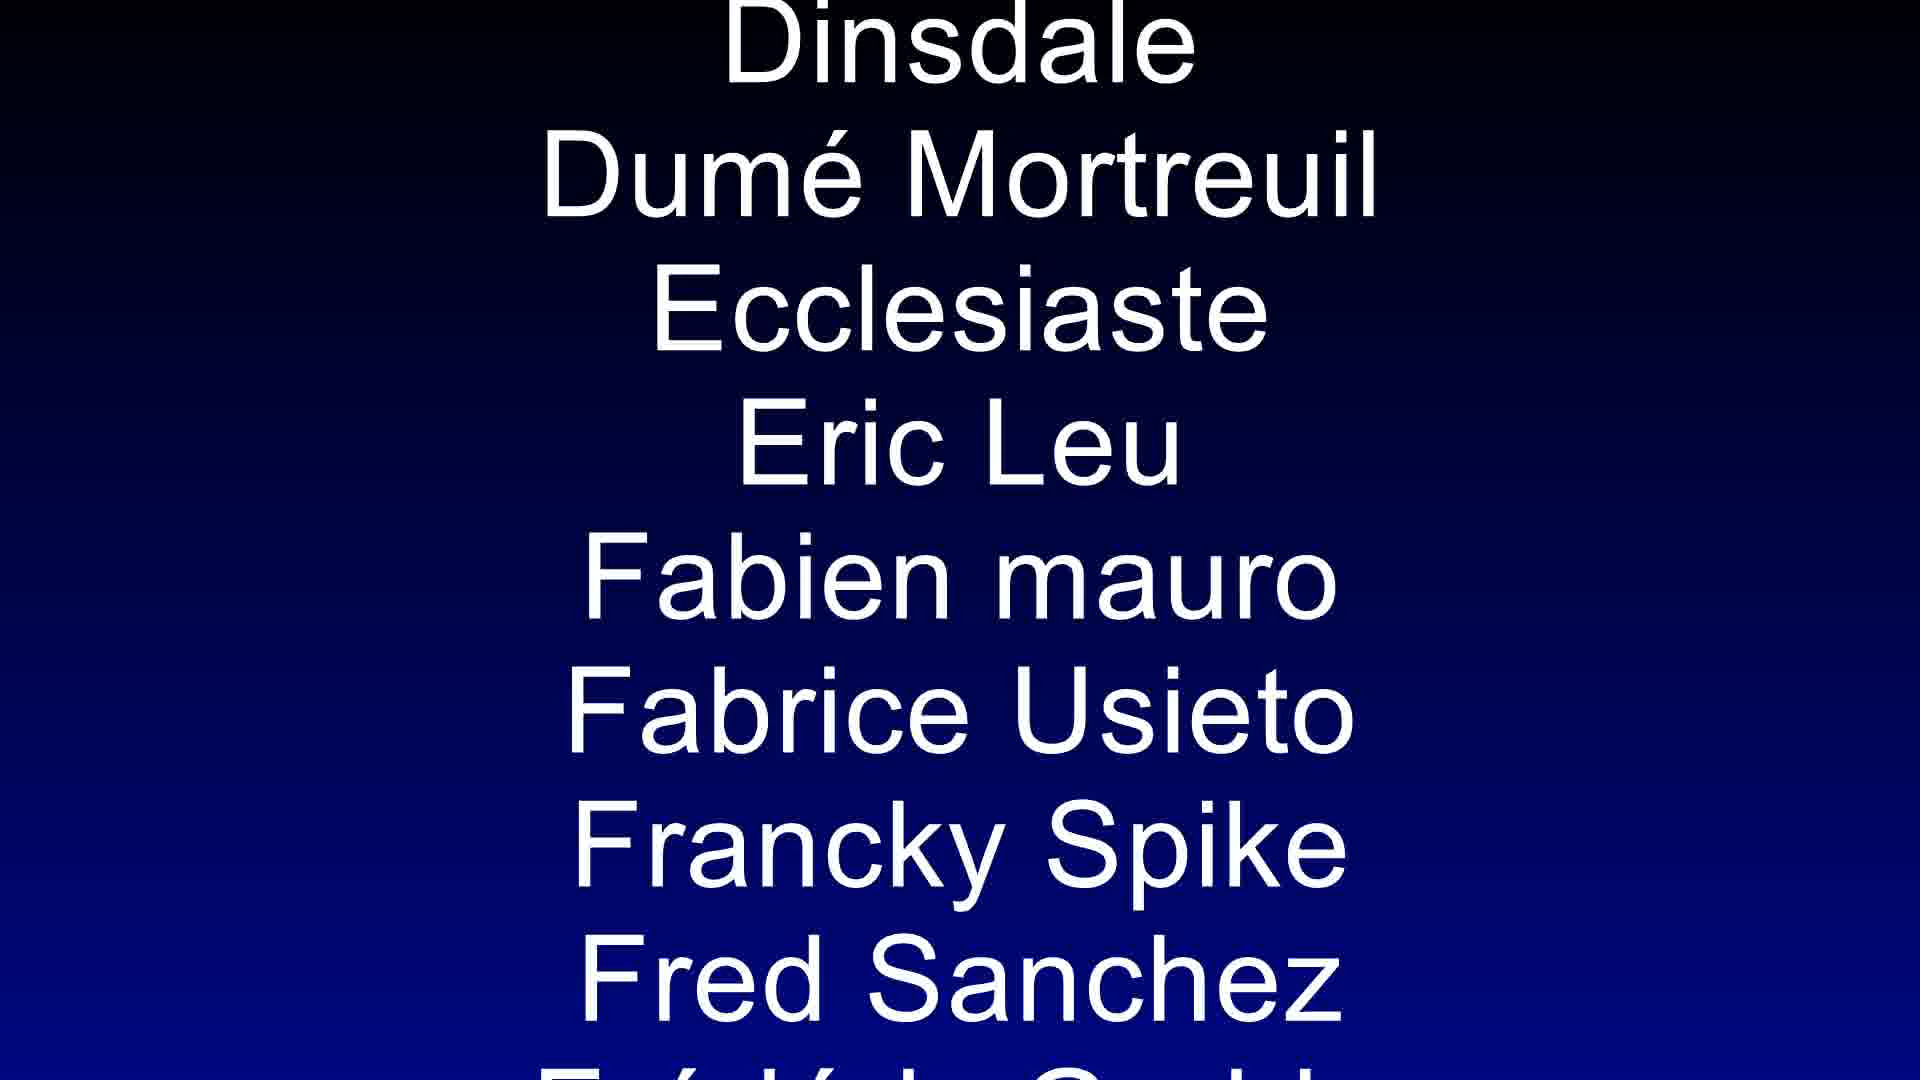 Dinsdale
Dumé Mortreuil
Ecclesiaste
Eric Leu
Fabien mauro
Fabrice Usieto
Francky Spike
Fred Sanchez